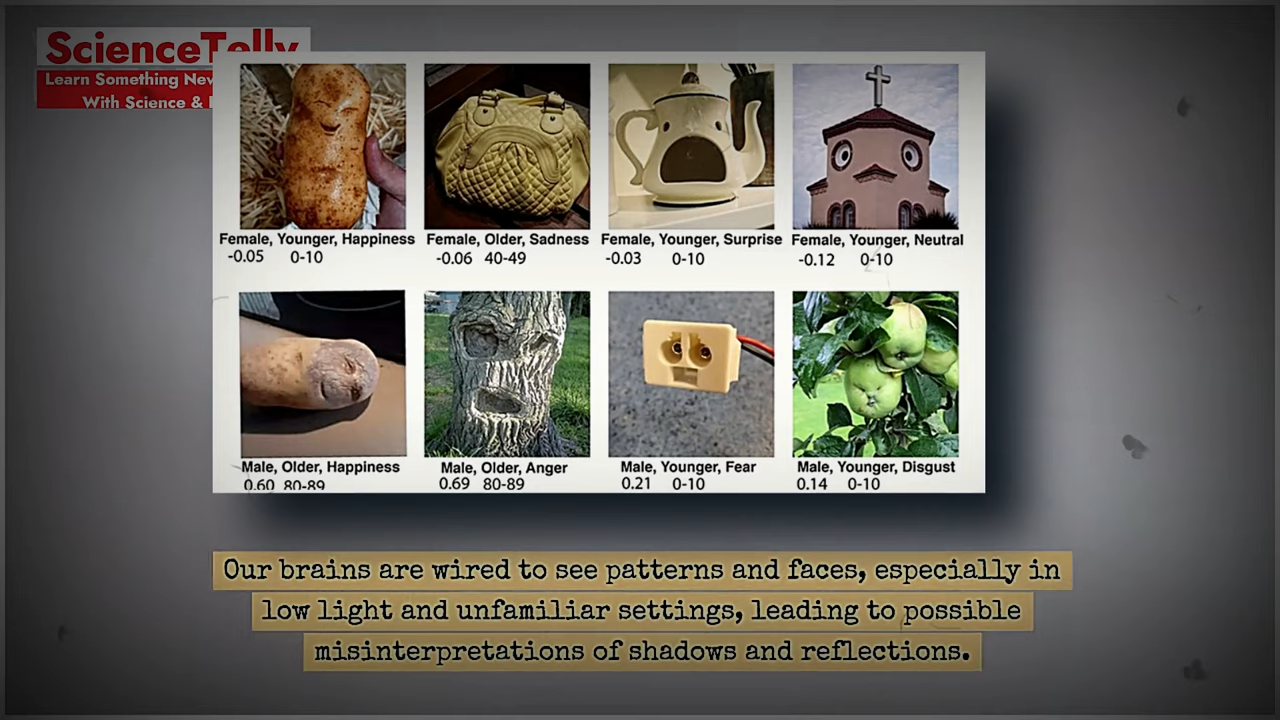 ScienceTelly
Learn Something New
With Science &
Female, Younger, Happiness
-0.05 0-10
Female, Older, Sadness
-0.06 40-49
Female, Younger, Surprise
-0.03 0-10
Female, Younger, Neutral
-0.12 0-10
Male, Older, Happiness
0.60 80-89
Male, Older, Anger
0.69 80-89
Male, Younger, Fear
0.21 0-10
Male, Younger, Disgust
0.14 0-10
Our brains are wired to see patterns and faces, especially in
low light and unfamiliar settings, leading to possible
misinterpretations of shadows and reflections.